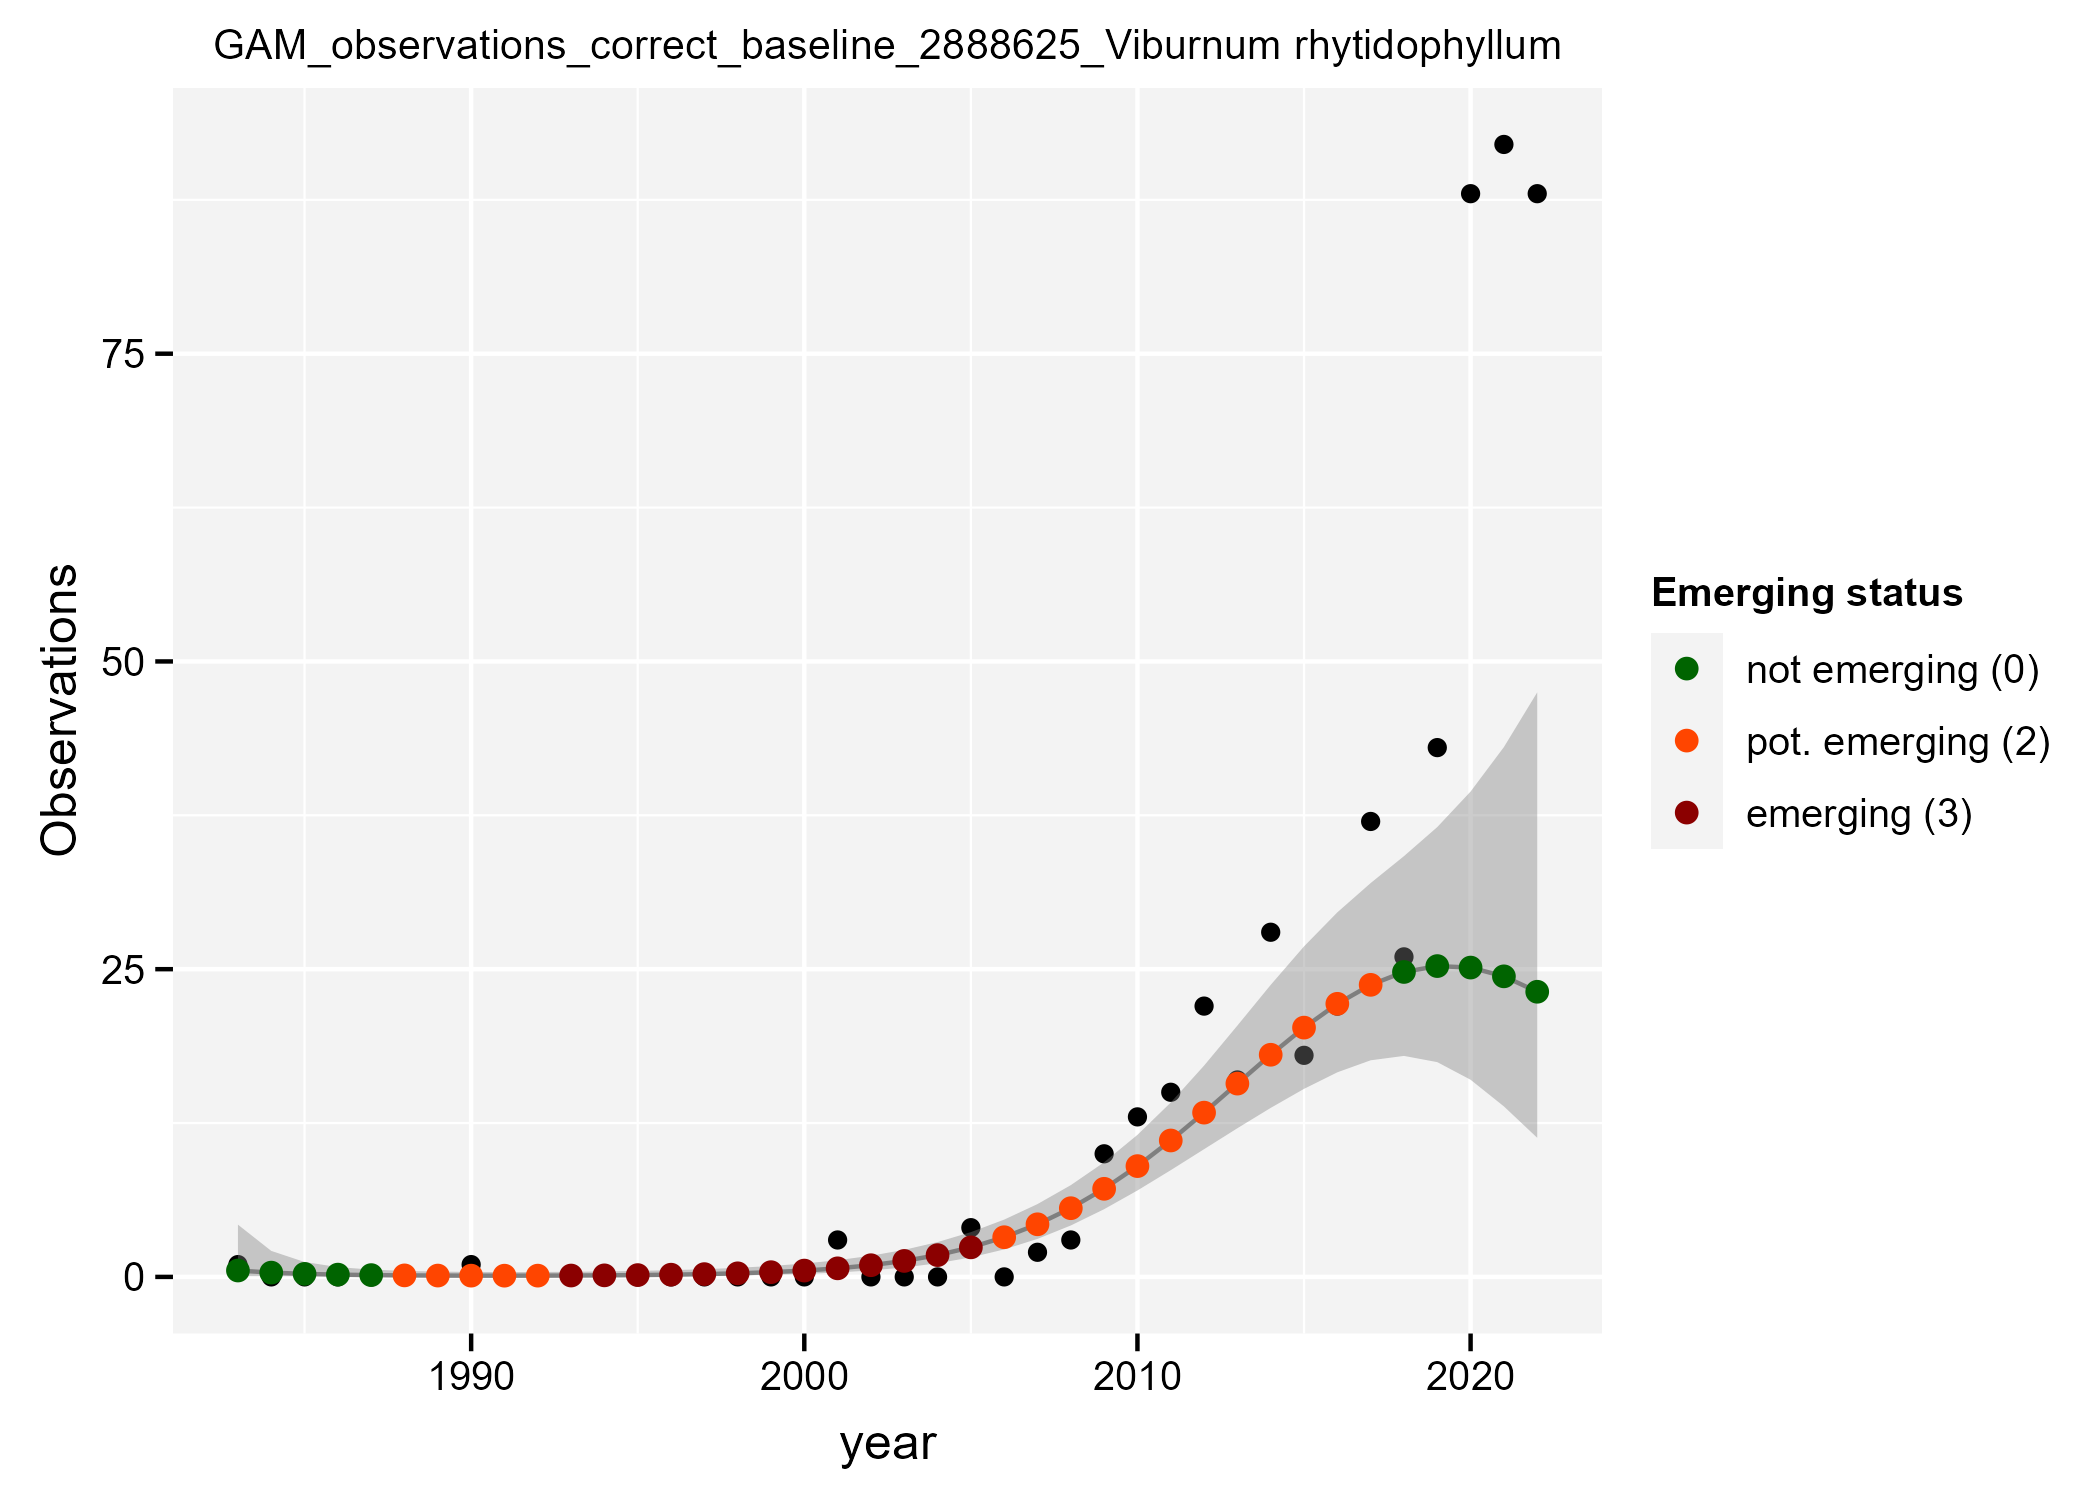 GAM_observations_correct_baseline_2888625_Viburnum rhytidophyllum
Observations
75
50
25
0
1990
2000
2010
2020
year
Emerging status
not emerging (0)
pot. emerging (2)
emerging (3)